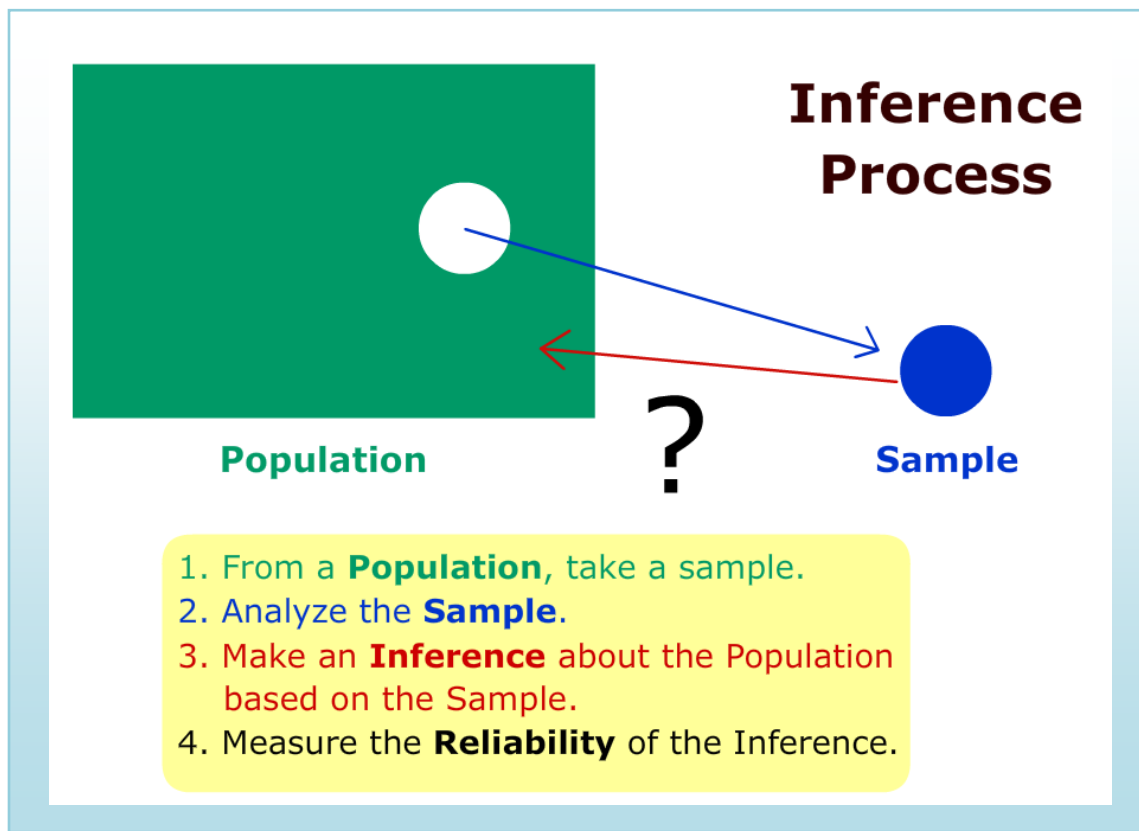 Inference
Process
?
Population
Sample
1. From a Population, take a sample.
2. Analyze the Sample.
3. Make an Inference about the Population
based on the Sample.
4. Measure the Reliability of the Inference.